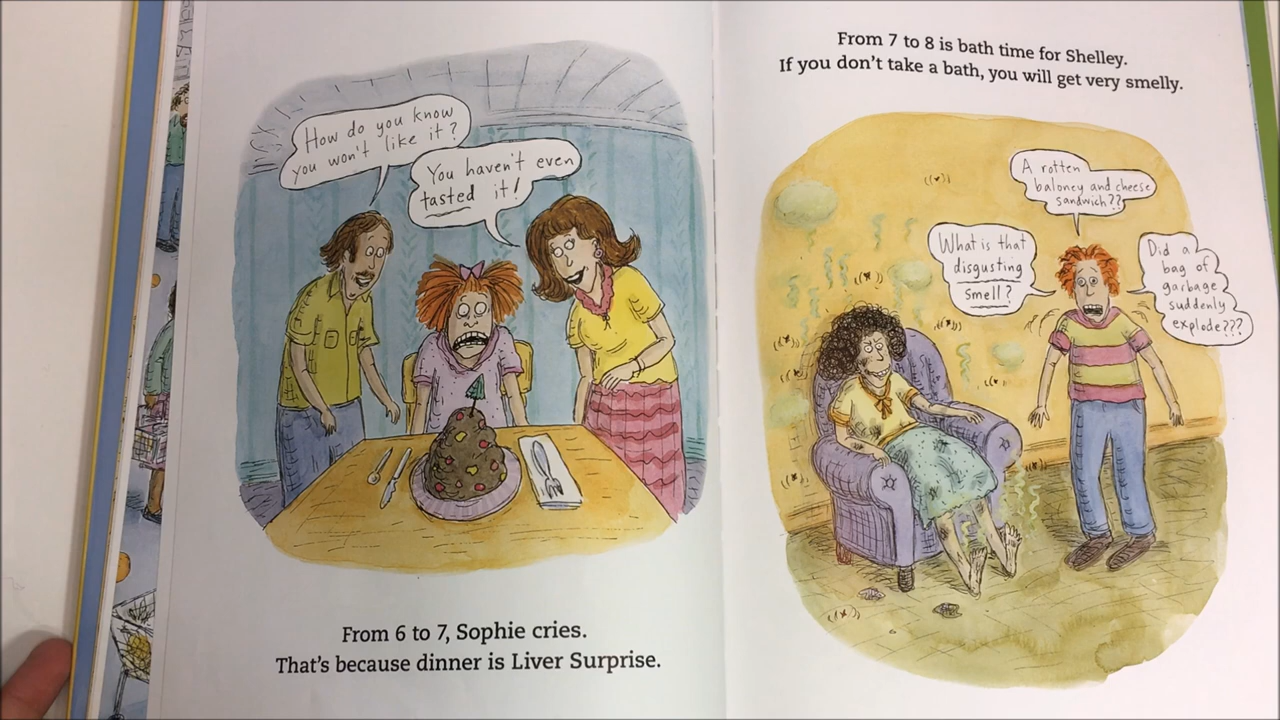 How do you know
you won't like it?
You haven't even
tasted it!
From 6 to 7, Sophie cries.
That's because dinner is Liver Surprise.
From 7 to 8 is bath time for Shelley.
If you don't take a bath, you will get very smelly.
What is that
disgusting
smell?
A rotten
baloney and cheese
sandwich??
Did a
bag of
garbage
suddenly
explode???